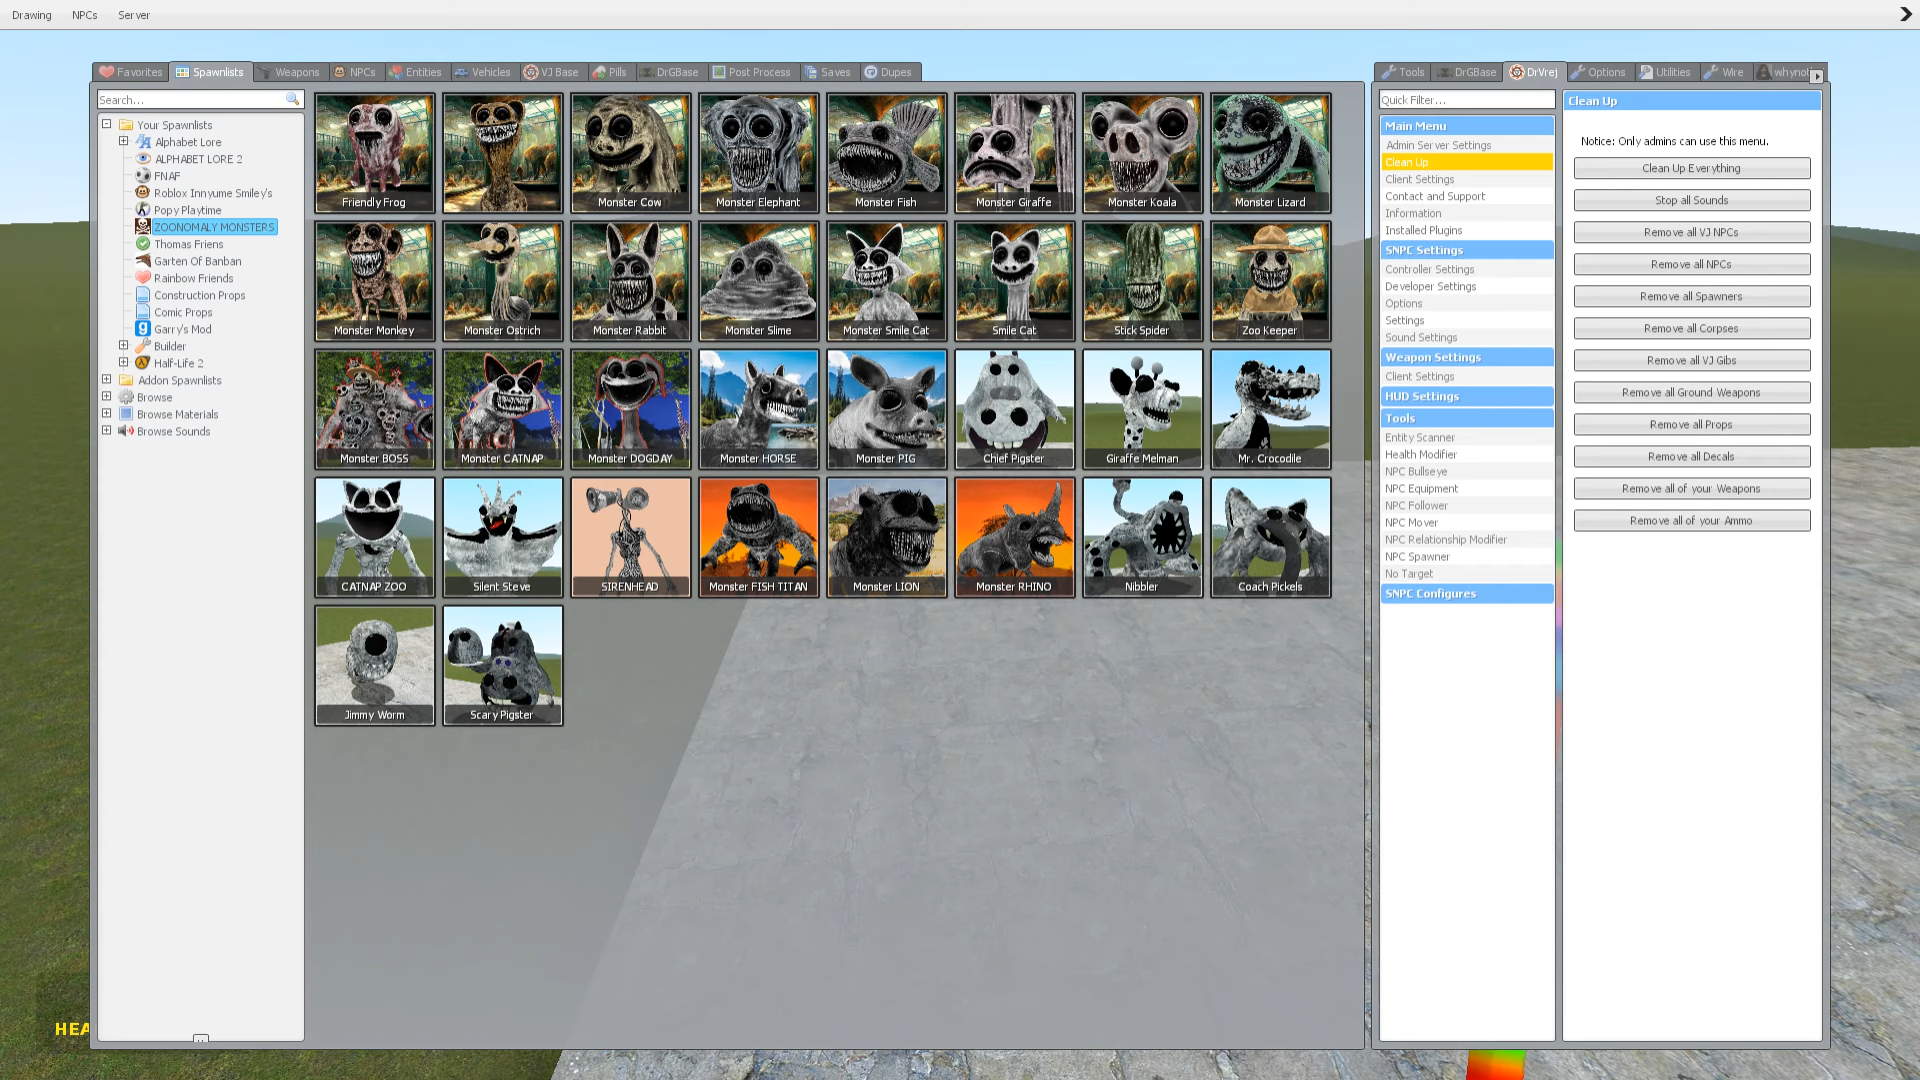 Drawing NPCs Server
Favorites Spawnlists Weapons NPCs Entities Vehicles VJ Base Pills DrGBase Post Process Saves Dupes
Search...
Your Spawnlists
Alphabet Lore
ALPHABET LORE 2
FNAF
Roblox Innyume Smiley's
Popy Playtime
ZOONOMALY MONSTERS
Thomas Friens
Garten Of Banban
Rainbow Friends
Construction Props
Comic Props
Garry's Mod
Builder
Half-Life 2
Addon Spawnlists
Browse
Browse Materials
Browse Sounds
Friendly Frog
Monster Cow
Monster Elephant
Monster Fish
Monster Giraffe
Monster Koala
Monster Lizard
Monster Monkey
Monster Ostrich
Monster Rabbit
Monster Slime
Monster Smile Cat
Smile Cat
Stick Spider
Zoo Keeper
Monster BOSS
Monster CATNAP
Monster DOGDAY
Monster HORSE
Monster PIG
Chief Pigster
Giraffe Melman
Mr. Crocodile
CATNAP ZOO
Silent Steve
SIRENHEAD
Monster FISH TITAN
Monster LION
Monster RHINO
Nibbler
Coach Pickels
Jimmy Worm
Scary Pigster
Tools DrGBase DrVrej Options Utilities Wire whynot
Quick Filter...
Main Menu
Admin Server Settings
Clean Up
Client Settings
Contact and Support
Information
Installed Plugins
SNPC Settings
Controller Settings
Developer Settings
Options
Settings
Sound Settings
Weapon Settings
Client Settings
HUD Settings
Tools
Entity Scanner
Health Modifier
NPC Bullseye
NPC Equipment
NPC Follower
NPC Mover
NPC Relationship Modifier
NPC Spawner
No Target
SNPC Configures
Clean Up
Notice: Only admins can use this menu.
Clean Up Everything
Stop all Sounds
Remove all VJ NPCs
Remove all NPCs
Remove all Spawners
Remove all Corpses
Remove all VJ Gibs
Remove all Ground Weapons
Remove all Props
Remove all Decals
Remove all of your Weapons
Remove all of your Ammo
HEA